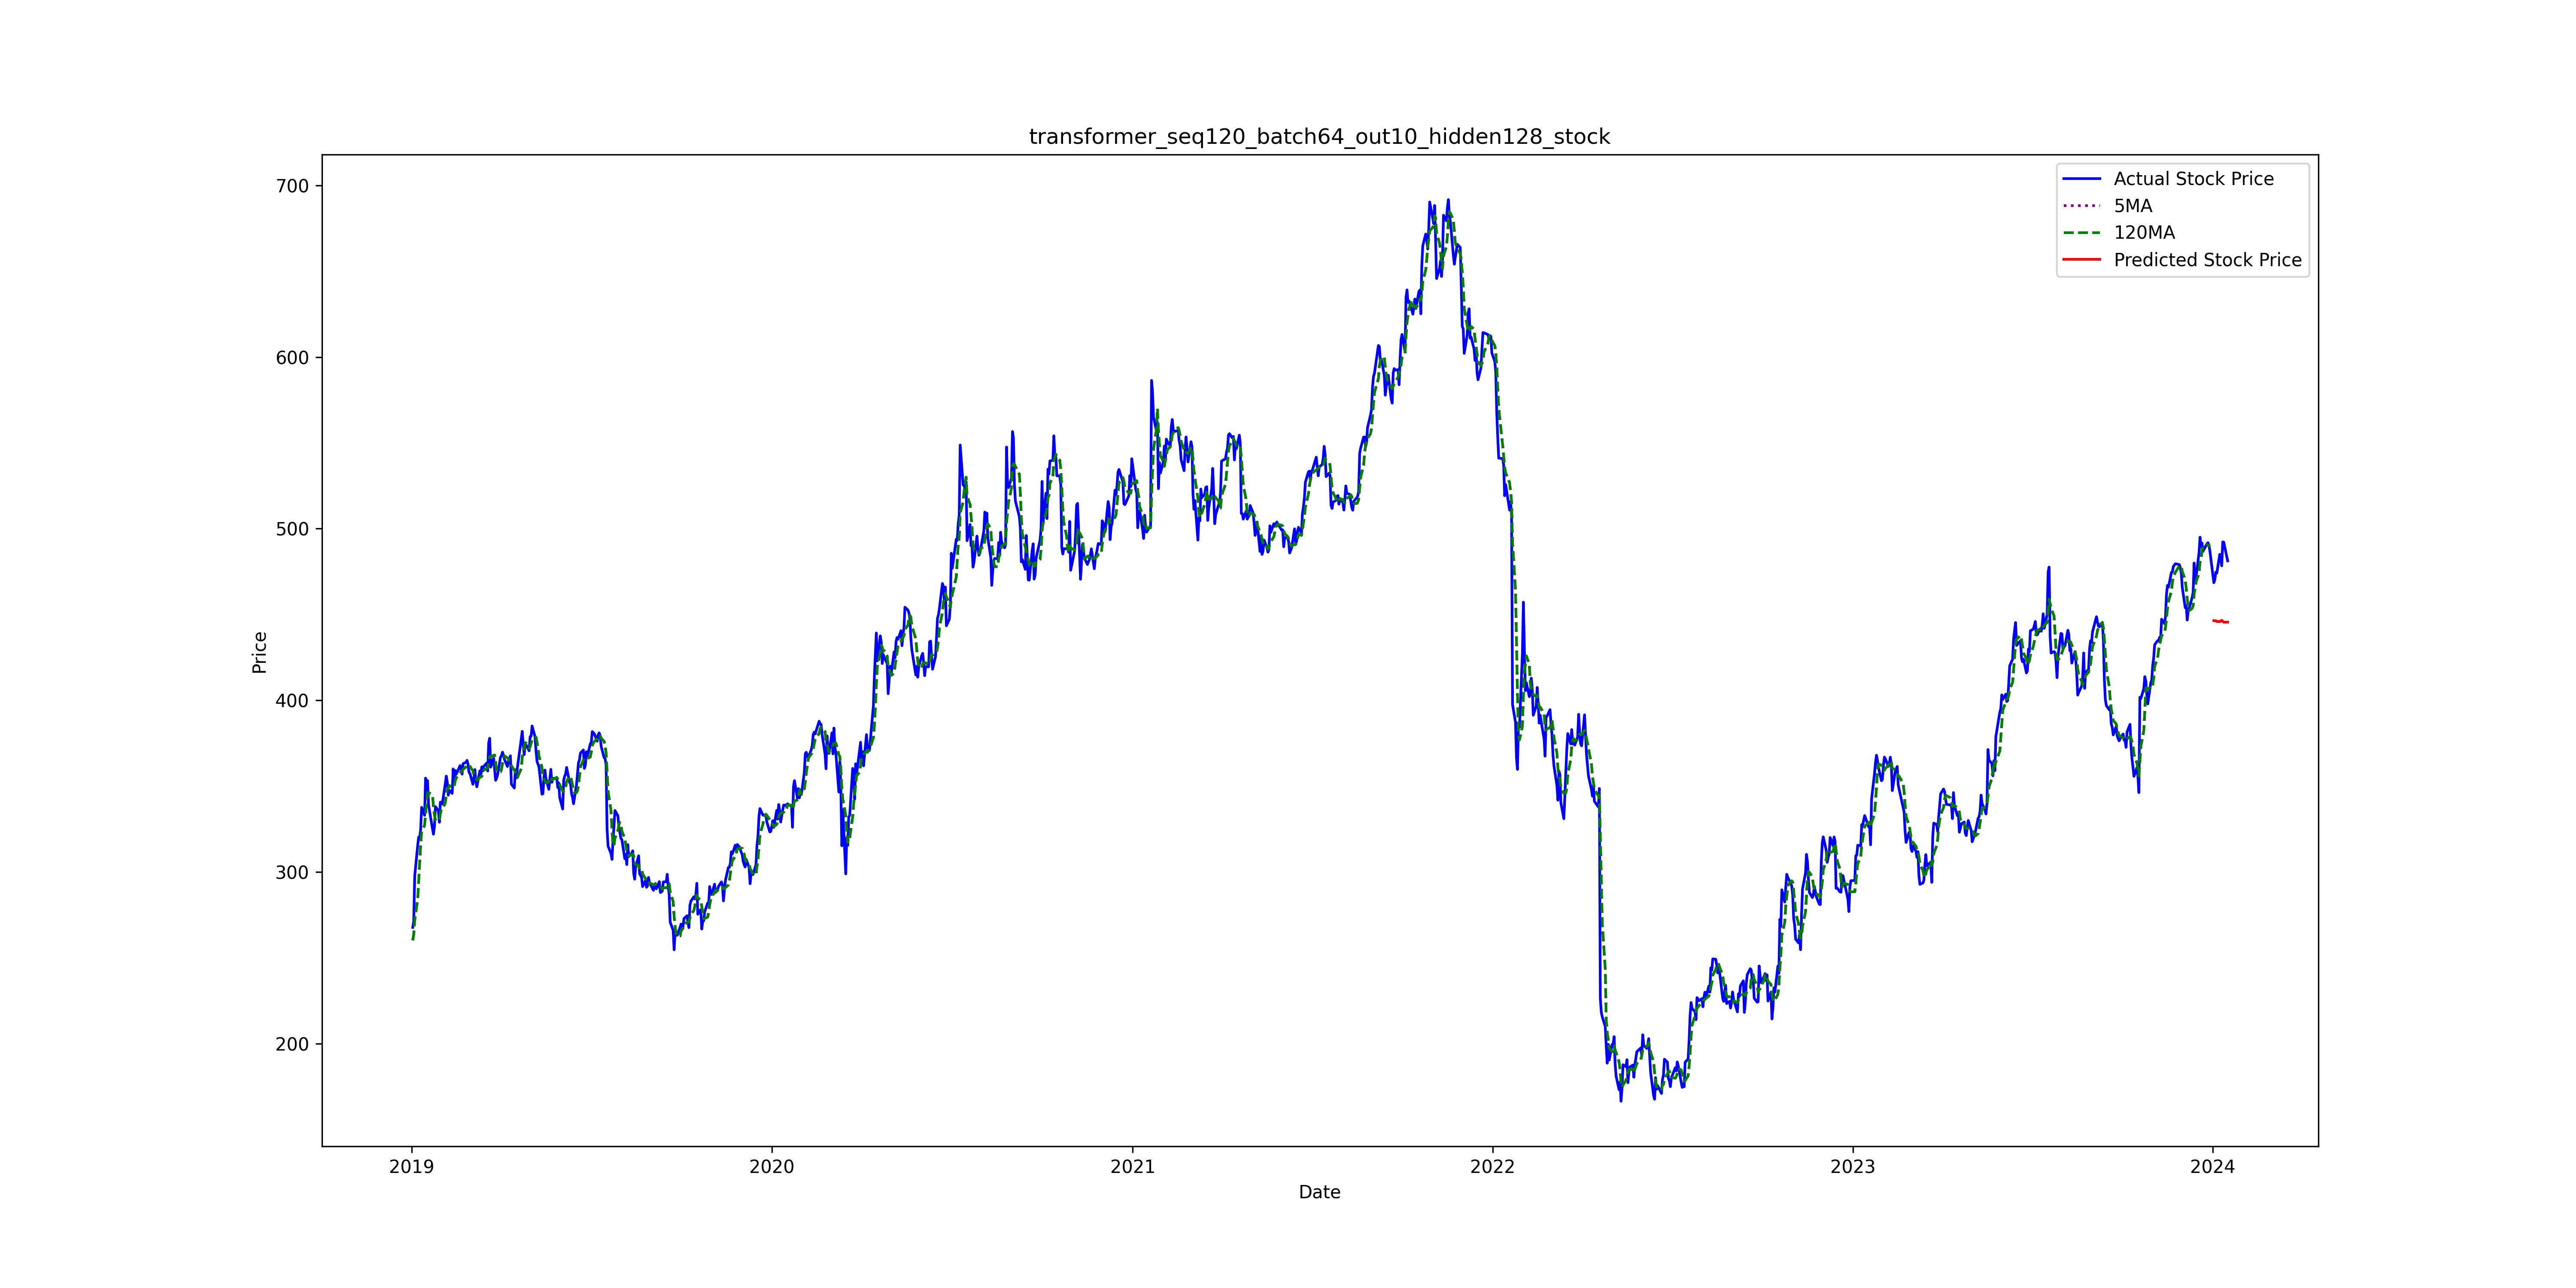 transformer_seq120_batch64_out10_hidden128_stock
700
600
500
400
300
200
Price
2019
2020
2021
2022
2023
2024
Date
Actual Stock Price
5MA
120MA
Predicted Stock Price